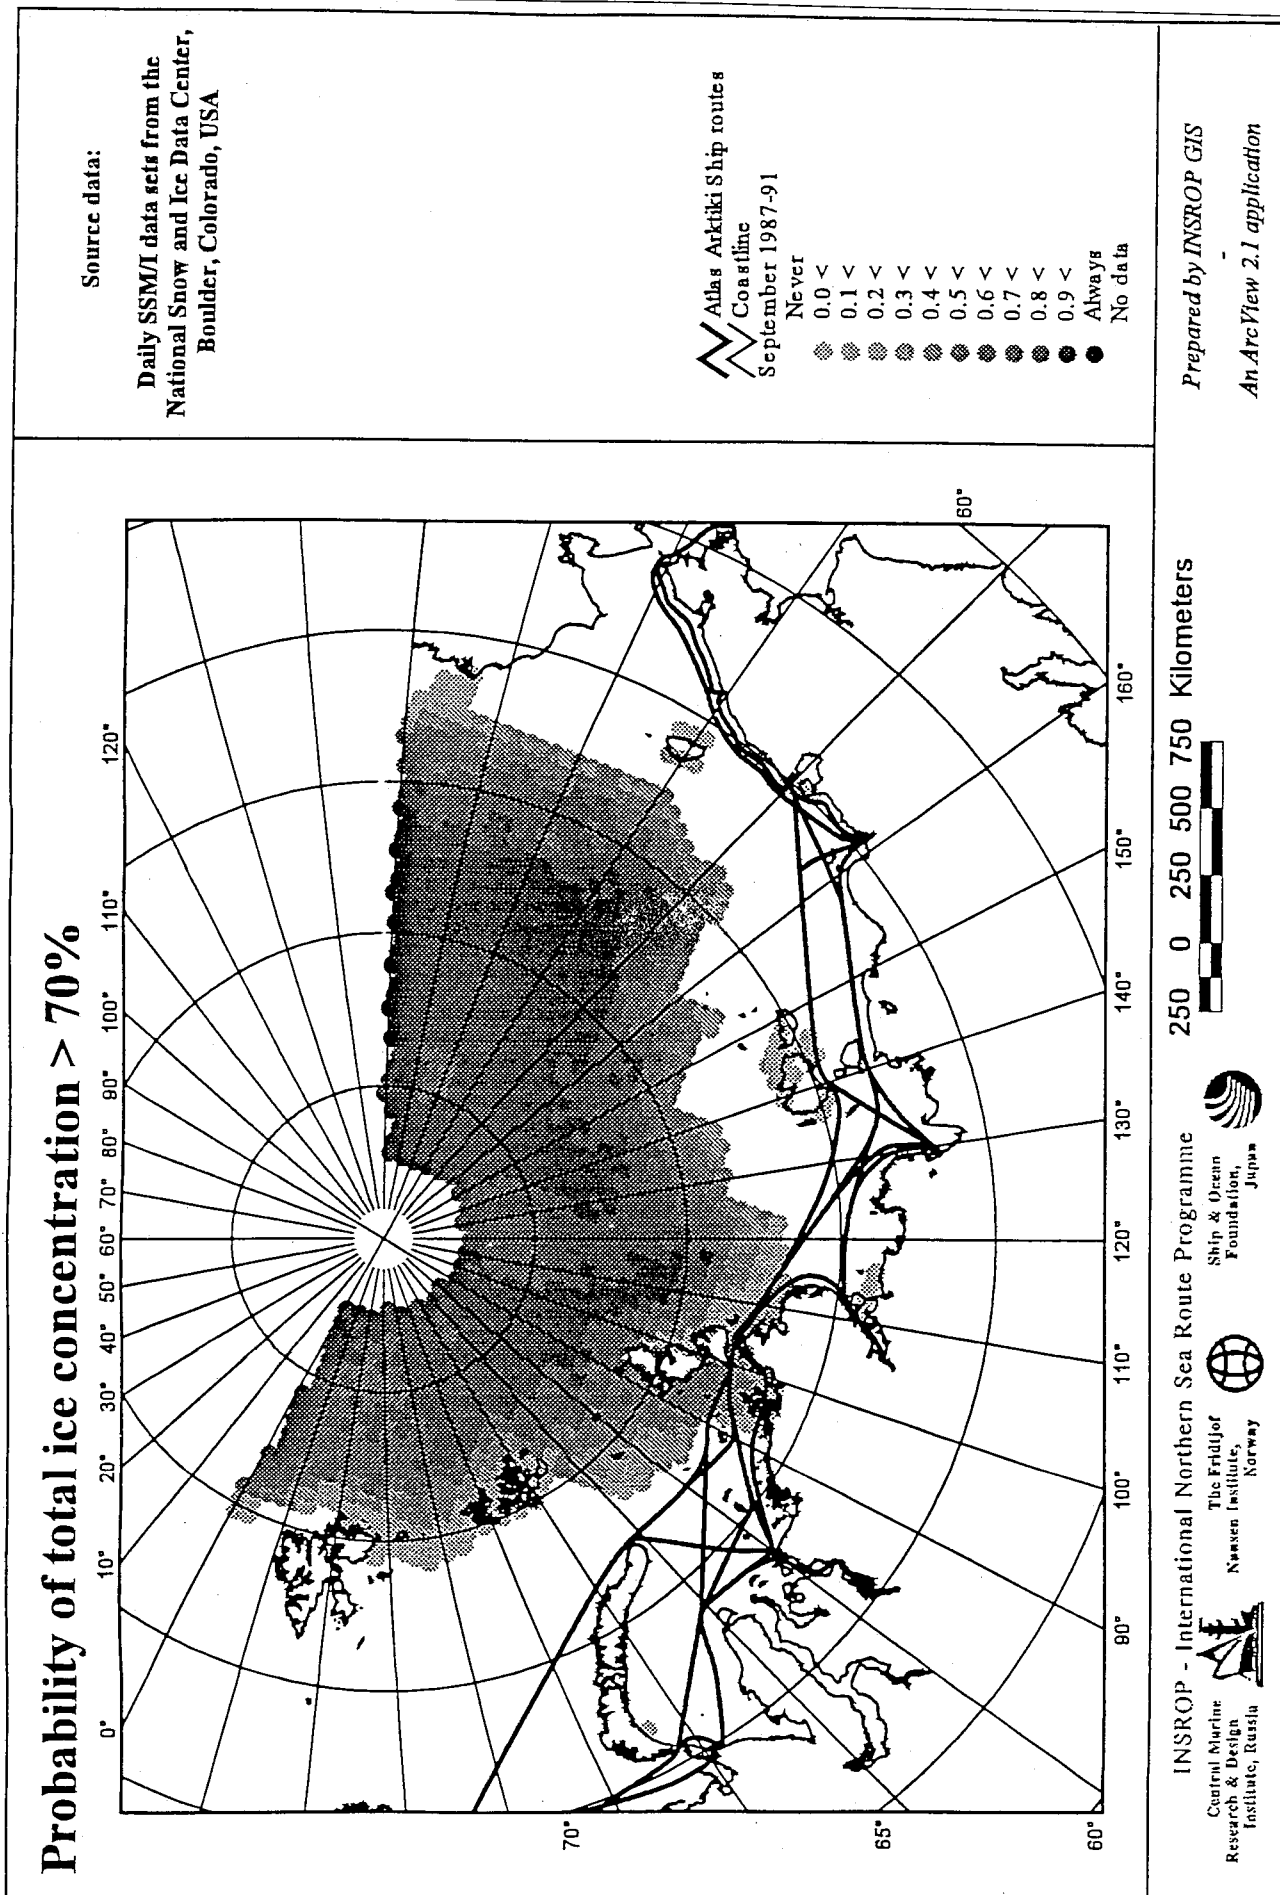 Probability of total ice concentration > 70%
0°
10°
20°
30°
40°
50°
60°
70°
80°
90°
100°
110°
120°
70°
65°
60°
90°
100°
110°
120°
130°
140°
150°
160°
60°
Source data:
Daily SSM/I data sets from the
National Snow and Ice Data Center,
Boulder, Colorado, USA
Atlas Arktiki Ship routes
Coastline
September 1987-91
Never
0.0 <
0.1 <
0.2 <
0.3 <
0.4 <
0.5 <
0.6 <
0.7 <
0.8 <
0.9 <
Always
No data
250 0 250 500 750 Kilometers
INSROP - International Northern Sea Route Programme
Central Marine
Research & Design
Institute, Russia
The Fridtjof
Nansen Institute,
Norway
Ship & Ocean
Foundation,
Japan
Prepared by INSROP GIS
-
An ArcView 2.1 application